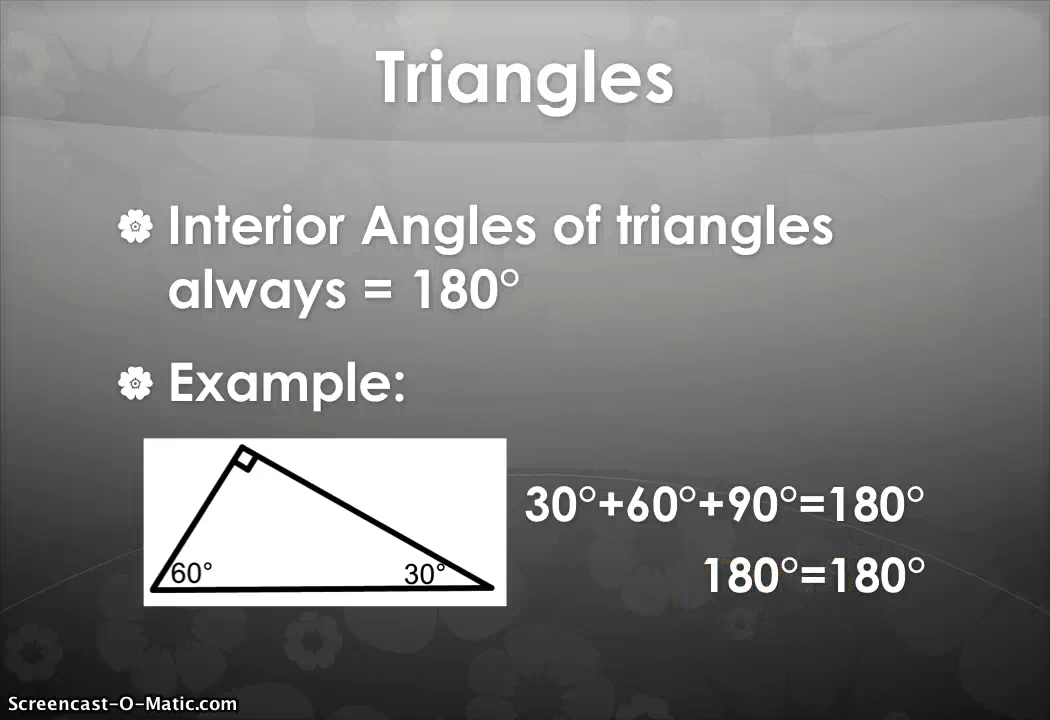 Triangles
Interior Angles of triangles
always = 180°
Example:
60°
30°
30°+60°+90°=180°
180°=180°
Screencast-O-Matic.com